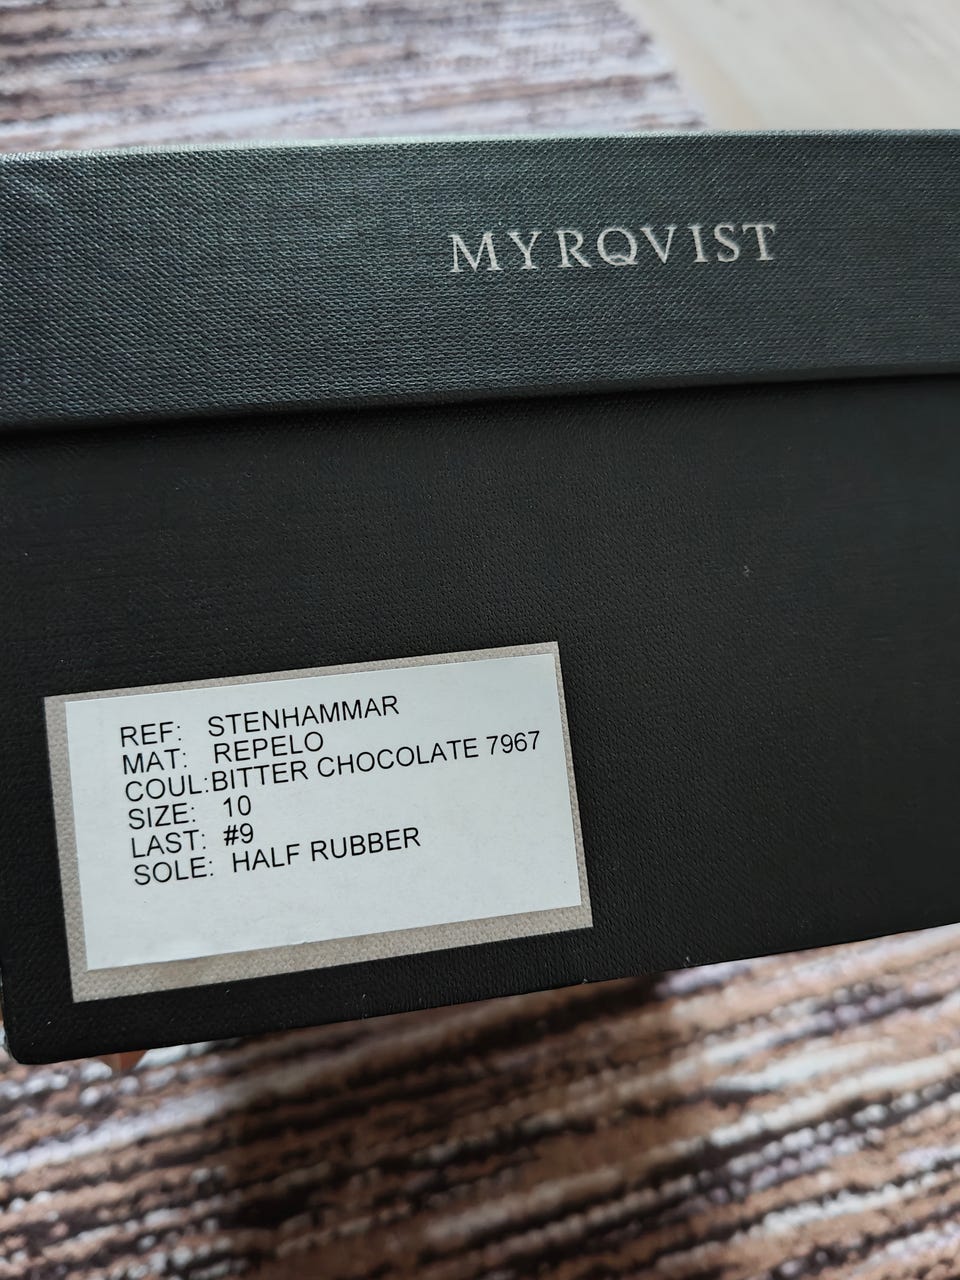 MYRQVIST
REF: STENHAMMAR
MAT: REPELO
COUL:BITTER CHOCOLATE 7967
SIZE: 10
LAST: #9
SOLE: HALF RUBBER